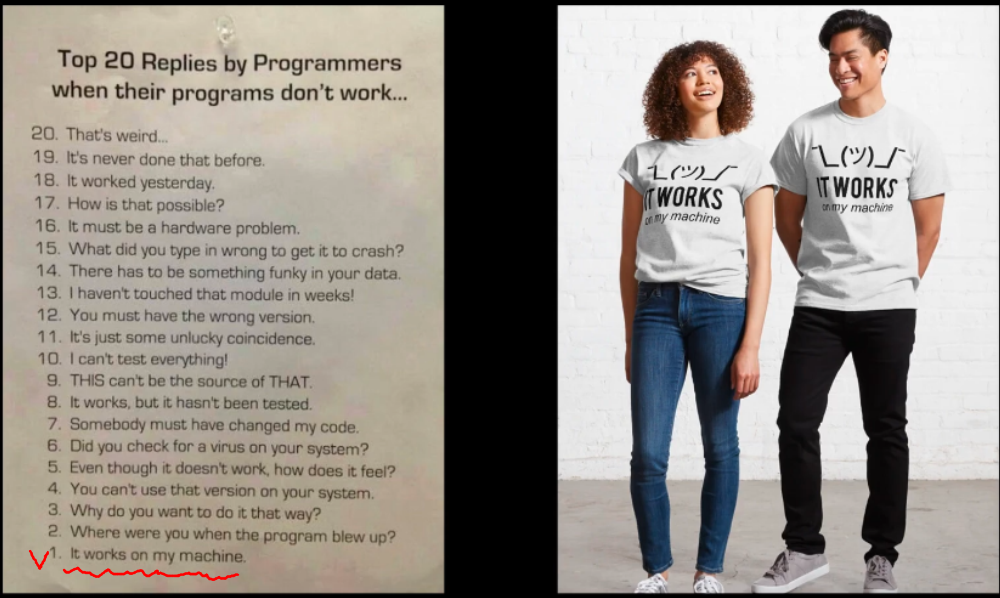 Top 20 Replies by Programmers
when their programs don't work...
20. That's weird...
19. It's never done that before.
18. It worked yesterday.
17. How is that possible?
16. It must be a hardware problem.
15. What did you type in wrong to get it to crash?
14. There has to be something funky in your data.
13. I haven't touched that module in weeks!
12. You must have the wrong version.
11. It's just some unlucky coincidence.
10. I can't test everything!
9. THIS can't be the source of THAT.
8. It works, but it hasn't been tested.
7. Somebody must have changed my code.
6. Did you check for a virus on your system?
5. Even though it doesn't work, how does it feel?
4. You can't use that version on your system.
3. Why do you want to do it that way?
2. Where were you when the program blew up?
1. It works on my machine.
¯\_(ツ)_/¯
IT WORKS
on my machine
¯\_(ツ)_/¯
IT WORKS
on my machine